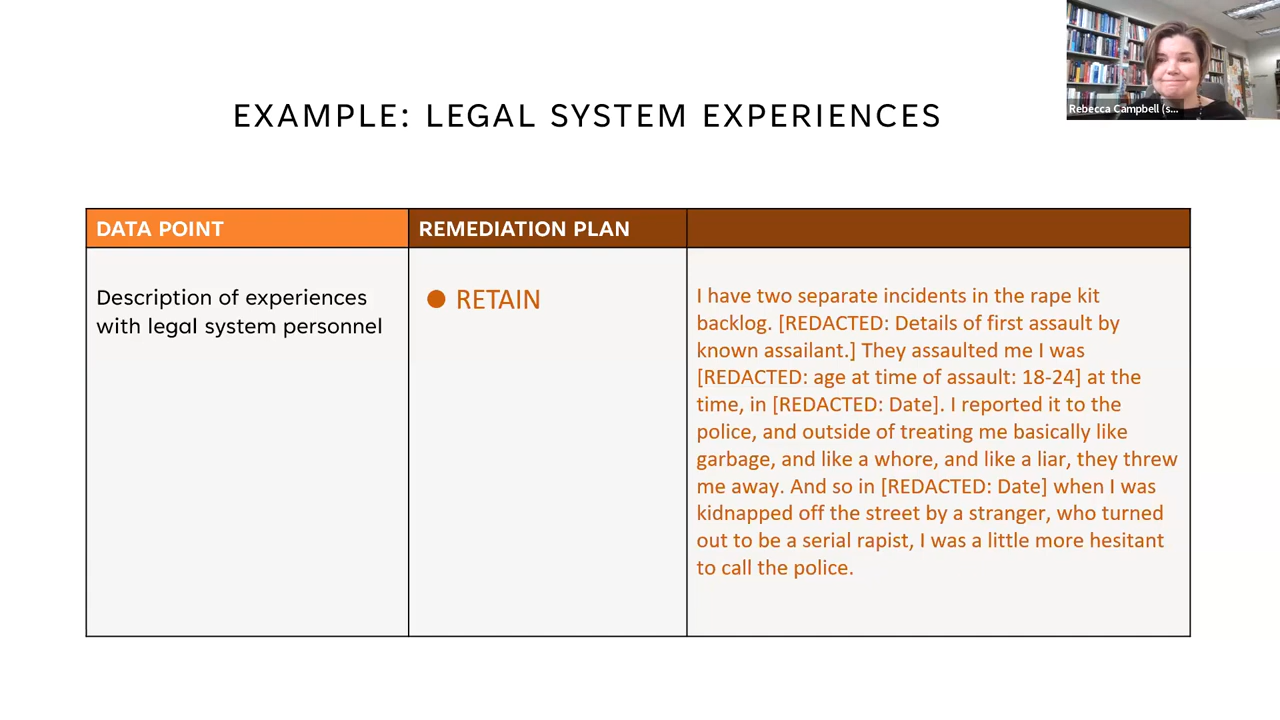 Rebecca Campbell (s...
EXAMPLE: LEGAL SYSTEM EXPERIENCES
DATA POINT
REMEDIATION PLAN
Description of experiences
with legal system personnel
● RETAIN
I have two separate incidents in the rape kit
backlog. [REDACTED: Details of first assault by
known assailant.] They assaulted me I was
[REDACTED: age at time of assault: 18-24] at the
time, in [REDACTED: Date]. I reported it to the
police, and outside of treating me basically like
garbage, and like a whore, and like a liar, they threw
me away. And so in [REDACTED: Date] when I was
kidnapped off the street by a stranger, who turned
out to be a serial rapist, I was a little more hesitant
to call the police.